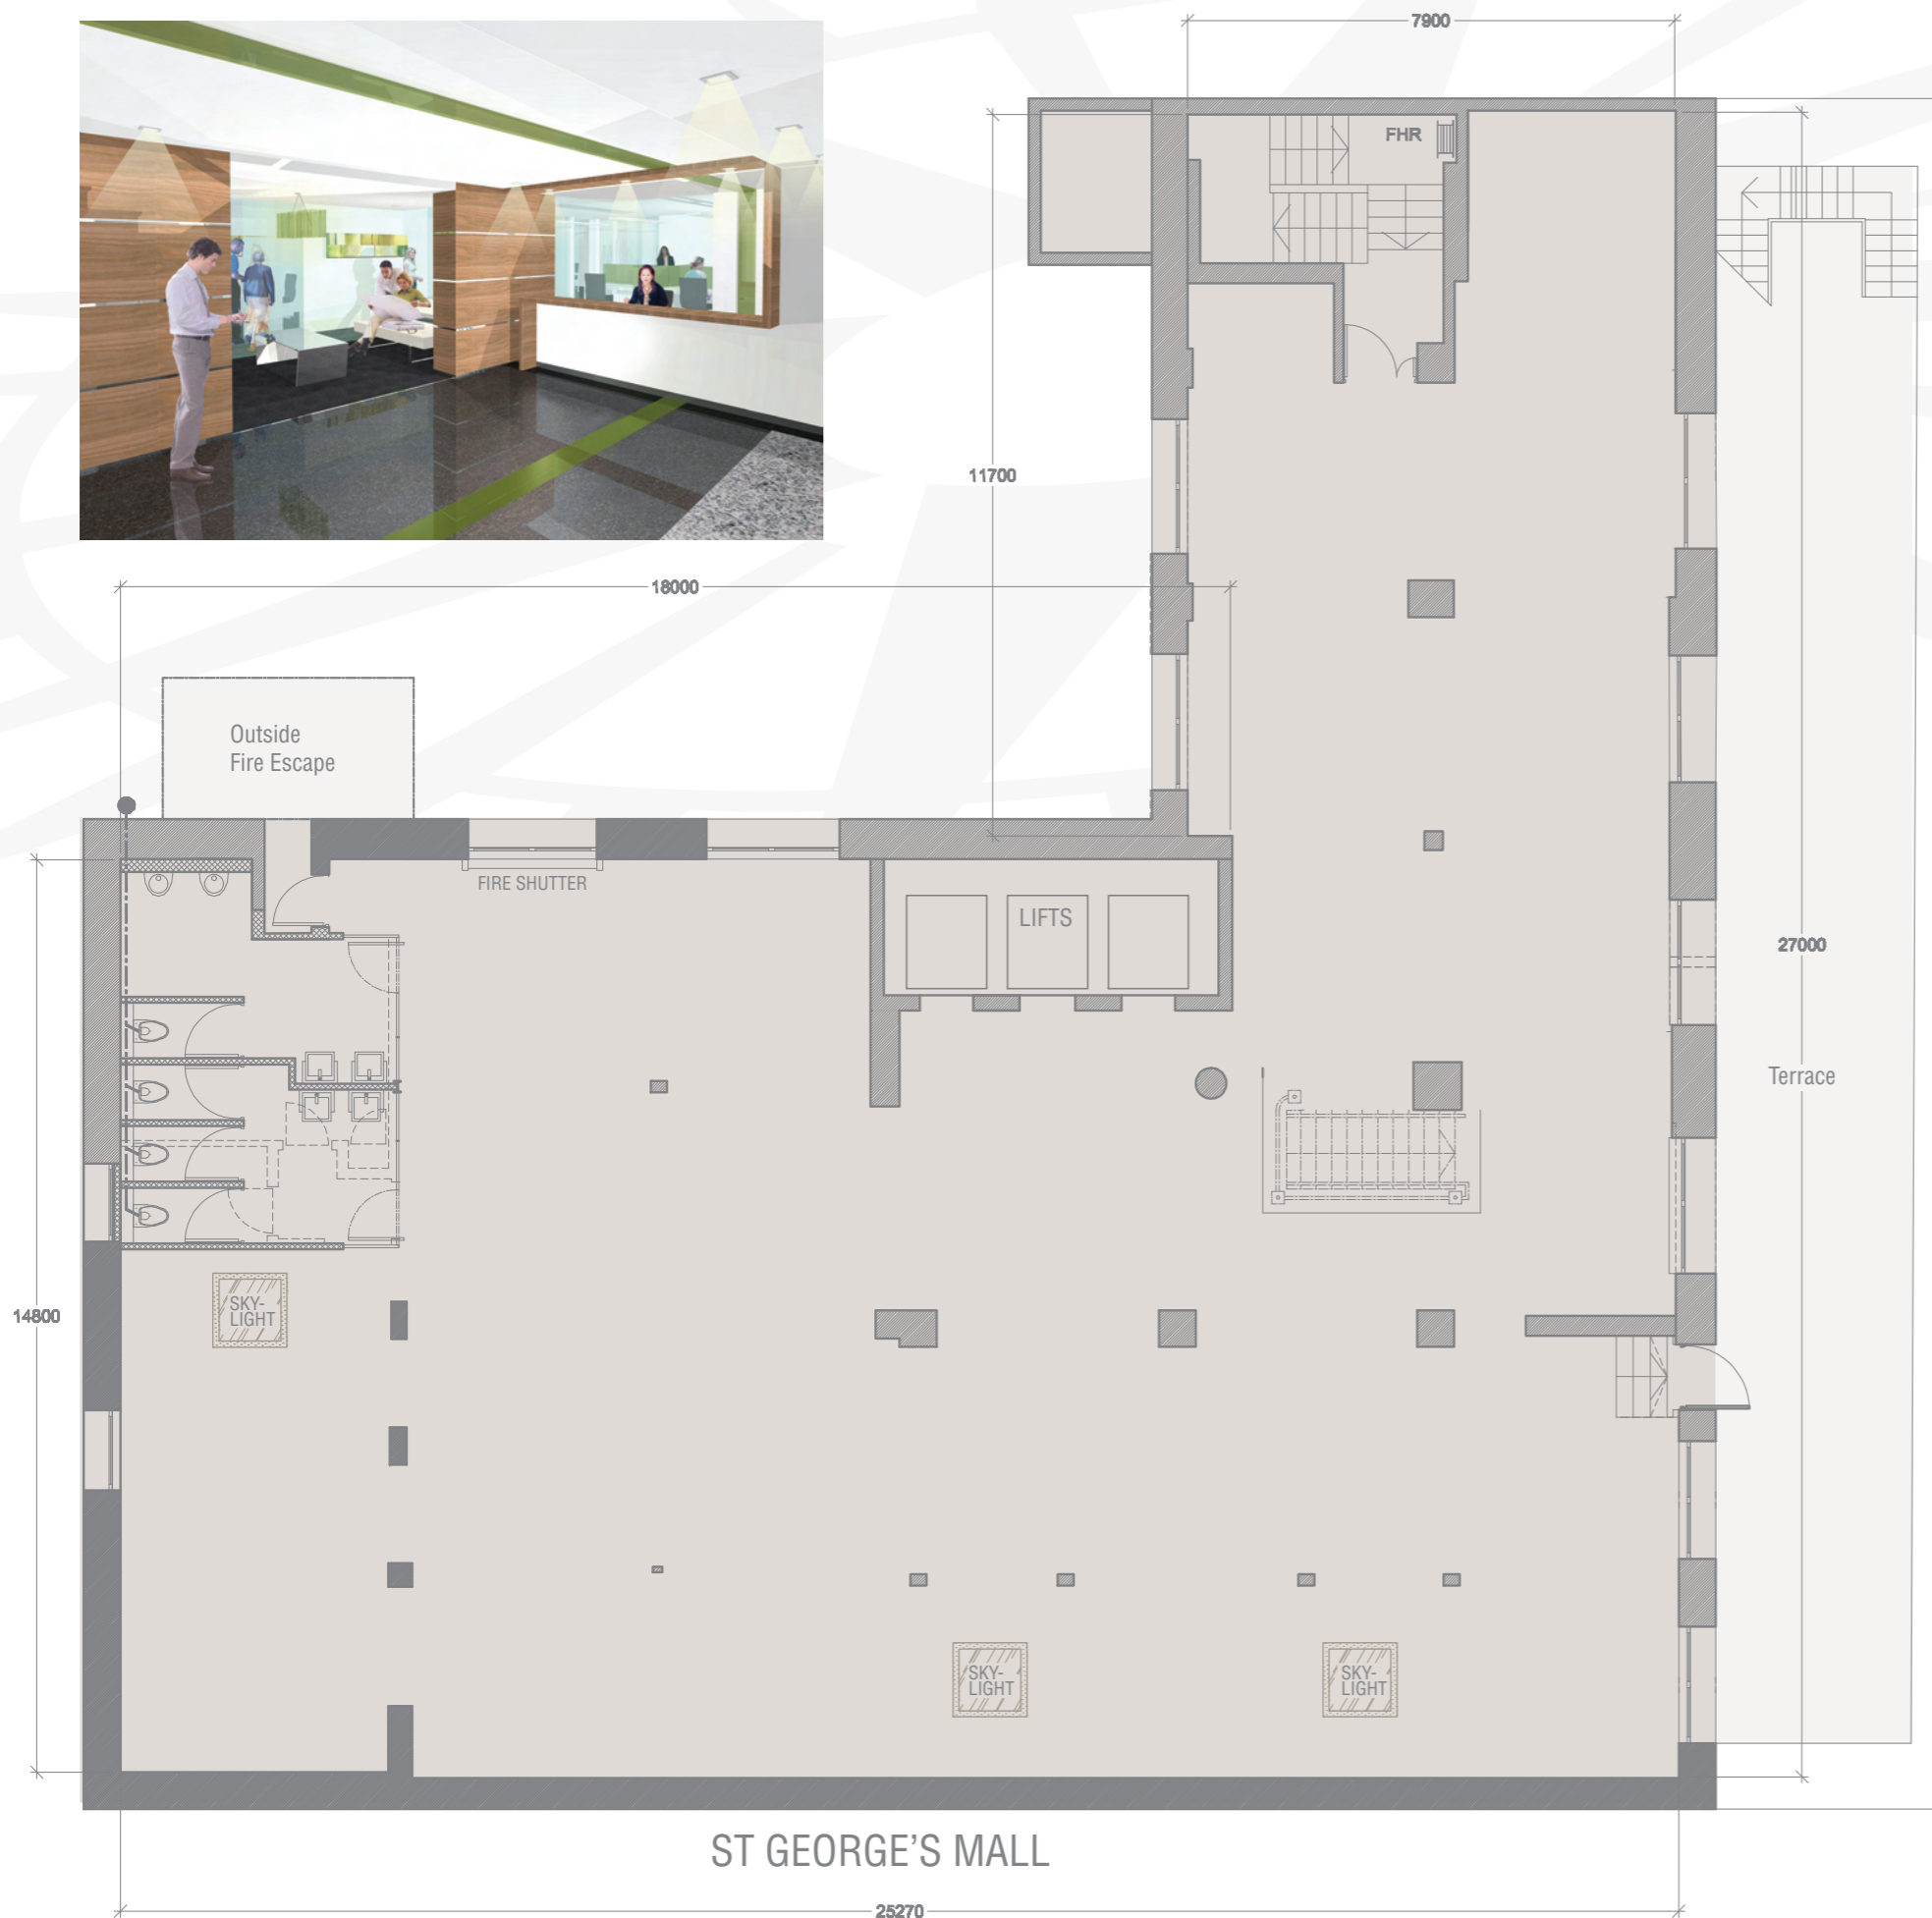 7900
FHR
11700
18000
Outside
Fire Escape
FIRE SHUTTER
LIFTS
27000
Terrace
SKY-
LIGHT
14800
SKY-
LIGHT
SKY-
LIGHT
ST GEORGE’S MALL
25270